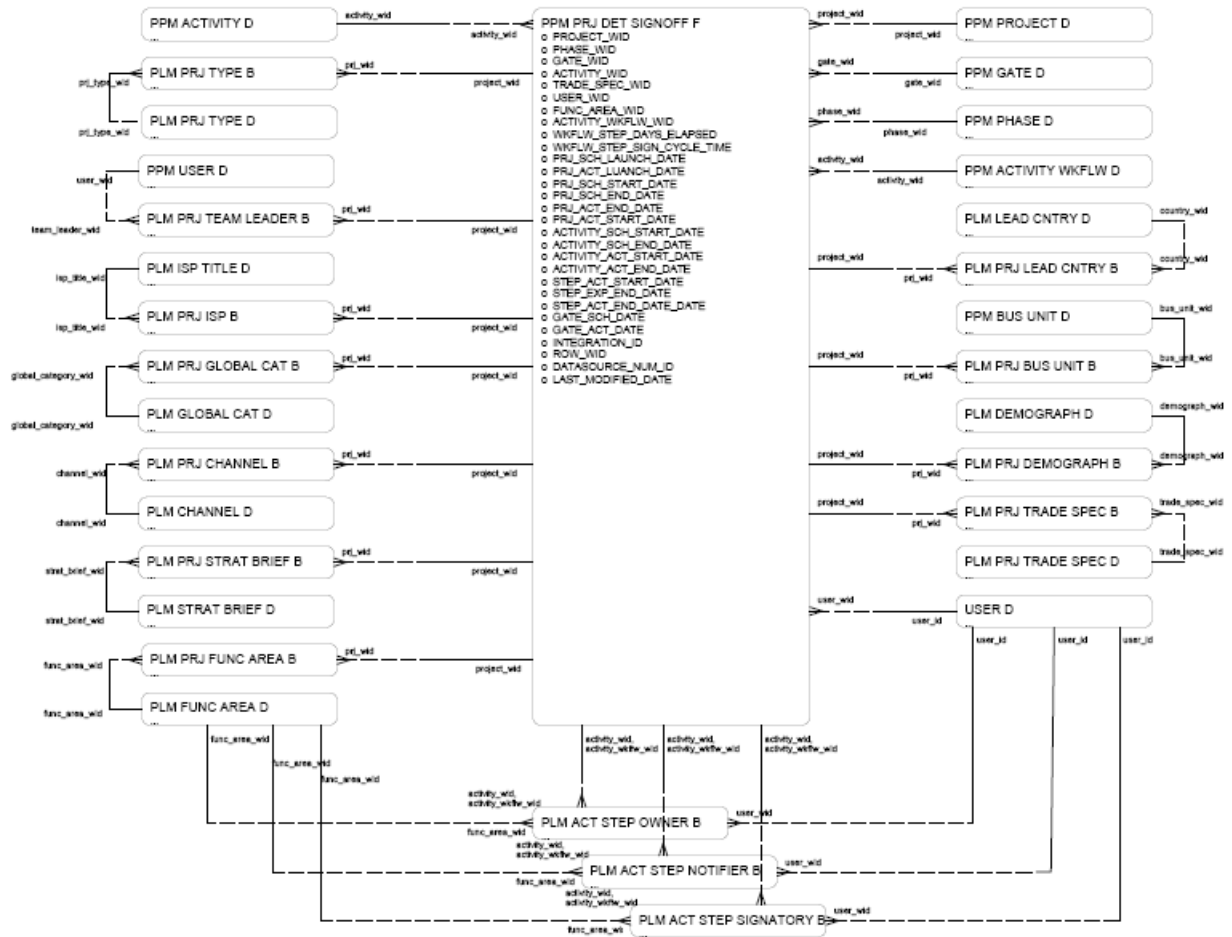 PPM ACTIVITY D
...
activity_wid
activity_wid
PLM PRJ TYPE B
...
prj_wid
project_wid
prj_type_wid
prj_type_wid
PLM PRJ TYPE D
...
PPM USER D
...
user_wid
PLM PRJ TEAM LEADER B
...
prj_wid
project_wid
team_leader_wid
PLM ISP TITLE D
...
isp_title_wid
PLM PRJ ISP B
...
prj_wid
project_wid
isp_title_wid
PLM PRJ GLOBAL CAT B
...
prj_wid
project_wid
global_category_wid
PLM GLOBAL CAT D
...
global_category_wid
PLM PRJ CHANNEL B
...
prj_wid
project_wid
channel_wid
PLM CHANNEL D
...
channel_wid
PLM PRJ STRAT BRIEF B
...
prj_wid
project_wid
strat_brief_wid
PLM STRAT BRIEF D
...
strat_brief_wid
PLM PRJ FUNC AREA B
...
prj_wid
project_wid
func_area_wid
PLM FUNC AREA D
...
func_area_wid
func_area_wid
func_area_wid
func_area_wid
PPM PRJ DET SIGNOFF F
o PROJECT_WID
o PHASE_WID
o GATE_WID
o ACTIVITY_WID
o TRADE_SPEC_WID
o USER_WID
o FUNC_AREA_WID
o ACTIVITY_WKFLW_WID
o WKFLW_STEP_DAYS_ELAPSED
o WKFLW_STEP_SIGN_CYCLE_TIME
o PRJ_SCH_LAUNCH_DATE
o PRJ_ACT_LUANCH_DATE
o PRJ_SCH_START_DATE
o PRJ_SCH_END_DATE
o PRJ_ACT_END_DATE
o PRJ_ACT_START_DATE
o ACTIVITY_SCH_START_DATE
o ACTIVITY_SCH_END_DATE
o ACTIVITY_ACT_START_DATE
o ACTIVITY_ACT_END_DATE
o STEP_ACT_START_DATE
o STEP_EXP_END_DATE
o STEP_ACT_END_DATE_DATE
o GATE_SCH_DATE
o GATE_ACT_DATE
o INTEGRATION_ID
o ROW_WID
o DATASOURCE_NUM_ID
o LAST_MODIFIED_DATE
project_wid
project_wid
PPM PROJECT D
...
gate_wid
gate_wid
PPM GATE D
...
phase_wid
phase_wid
PPM PHASE D
...
activity_wid
activity_wid
PPM ACTIVITY WKFLW D
...
PLM LEAD CNTRY D
...
country_wid
project_wid
prj_wid
PLM PRJ LEAD CNTRY B
...
country_wid
PPM BUS UNIT D
...
bus_unit_wid
project_wid
prj_wid
PLM PRJ BUS UNIT B
...
bus_unit_wid
PLM DEMOGRAPH D
...
demograph_wid
project_wid
prj_wid
PLM PRJ DEMOGRAPH B
...
demograph_wid
project_wid
prj_wid
PLM PRJ TRADE SPEC B
...
trade_spec_wid
PLM PRJ TRADE SPEC D
...
trade_spec_wid
user_wid
user_id
USER D
...
user_id
user_id
user_id
activity_wid,
activity_wkflw_wid
activity_wid,
activity_wkflw_wid
activity_wid,
activity_wkflw_wid
activity_wid,
activity_wkflw_wid
func_area_wid
PLM ACT STEP OWNER B
...
user_wid
activity_wid,
activity_wkflw_wid
func_area_wid
PLM ACT STEP NOTIFIER B
...
user_wid
activity_wid,
activity_wkflw_wid
func_area_wi
PLM ACT STEP SIGNATORY B
...
user_wid